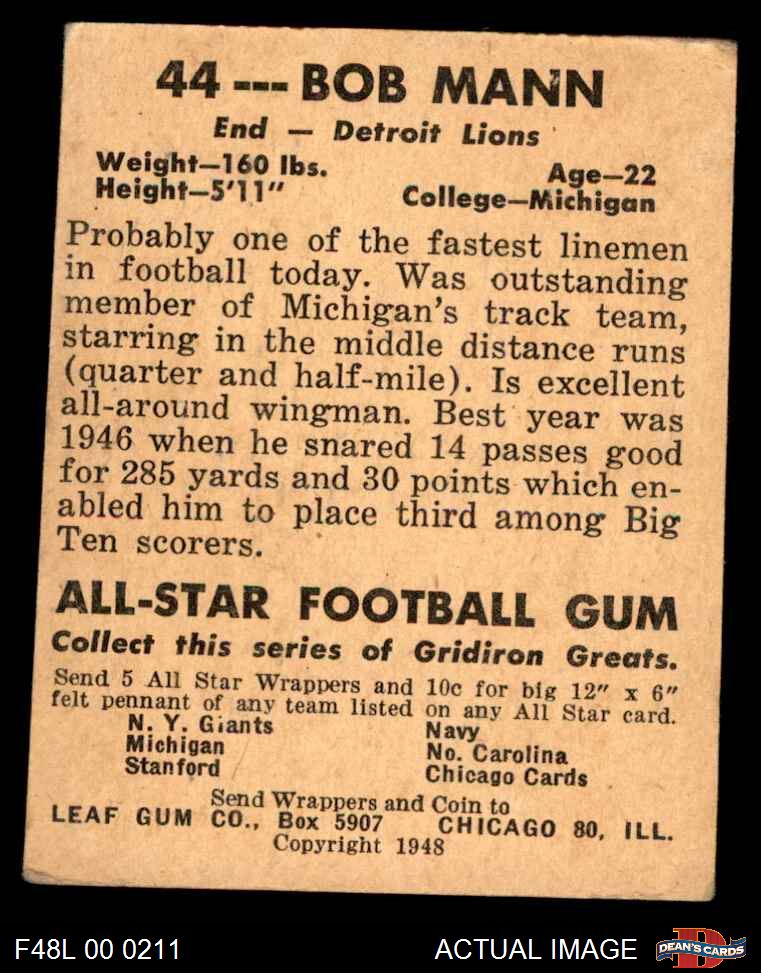 44 --- BOB MANN
End — Detroit Lions
Weight—160 lbs.
Age—22
Height—5'11"
College—Michigan
Probably one of the fastest linemen
in football today. Was outstanding
member of Michigan's track team,
starring in the middle distance runs
(quarter and half-mile). Is excellent
all-around wingman. Best year was
1946 when he snared 14 passes good
for 285 yards and 30 points which en-
abled him to place third among Big
Ten scorers.
ALL-STAR FOOTBALL GUM
Collect this series of Gridiron Greats.
Send 5 All Star Wrappers and 10c for big 12" x 6"
felt pennant of any team listed on any All Star card.
N. Y. Giants
Navy
Michigan
No. Carolina
Stanford
Chicago Cards
Send Wrappers and Coin to
LEAF GUM CO., Box 5907 CHICAGO 80, ILL.
Copyright 1948
F48L 00 0211
ACTUAL IMAGE
DEAN'S CARDS